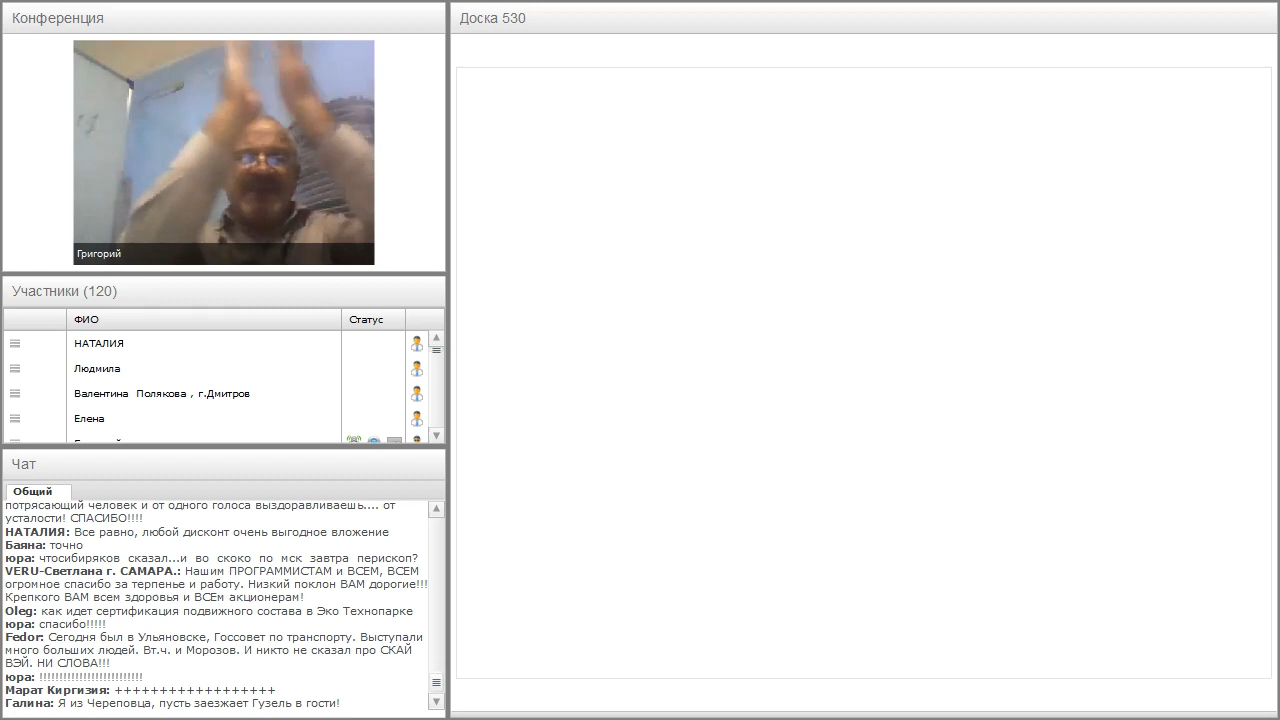 Конференция
Григорий
Участники (120)
ФИО Статус
НАТАЛИЯ
Людмила
Валентина Полякова , г.Дмитров
Елена
Чат
Общий
потрясающий человек и от одного голоса выздоравливаешь.... от
усталости! СПАСИБО!!!!
НАТАЛИЯ: Все равно, любой дисконт очень выгодное вложение
Баяна: точно
юра: чтосибиряков сказал...и во скоко по мск завтра перископ?
VERU-Светлана г. САМАРА.: Нашим ПРОГРАММИСТАМ и ВСЕМ, ВСЕМ
огромное спасибо за терпенье и работу. Низкий поклон ВАМ дорогие!!!
Крепкого ВАМ всем здоровья и ВСЕм акционерам!
Oleg: как идет сертификация подвижного состава в Эко Технопарке
юра: спасибо!!!!!
Fedor: Сегодня был в Ульяновске, Госсовет по транспорту. Выступали
много больших людей. Вт.ч. и Морозов. И никто не сказал про СКАЙ
ВЭЙ. НИ СЛОВА!!!
юра: !!!!!!!!!!!!!!!!!!!!!!!!!!
Марат Киргизия: ++++++++++++++++++
Галина: Я из Череповца, пусть заезжает Гузель в гости!
Доска 530